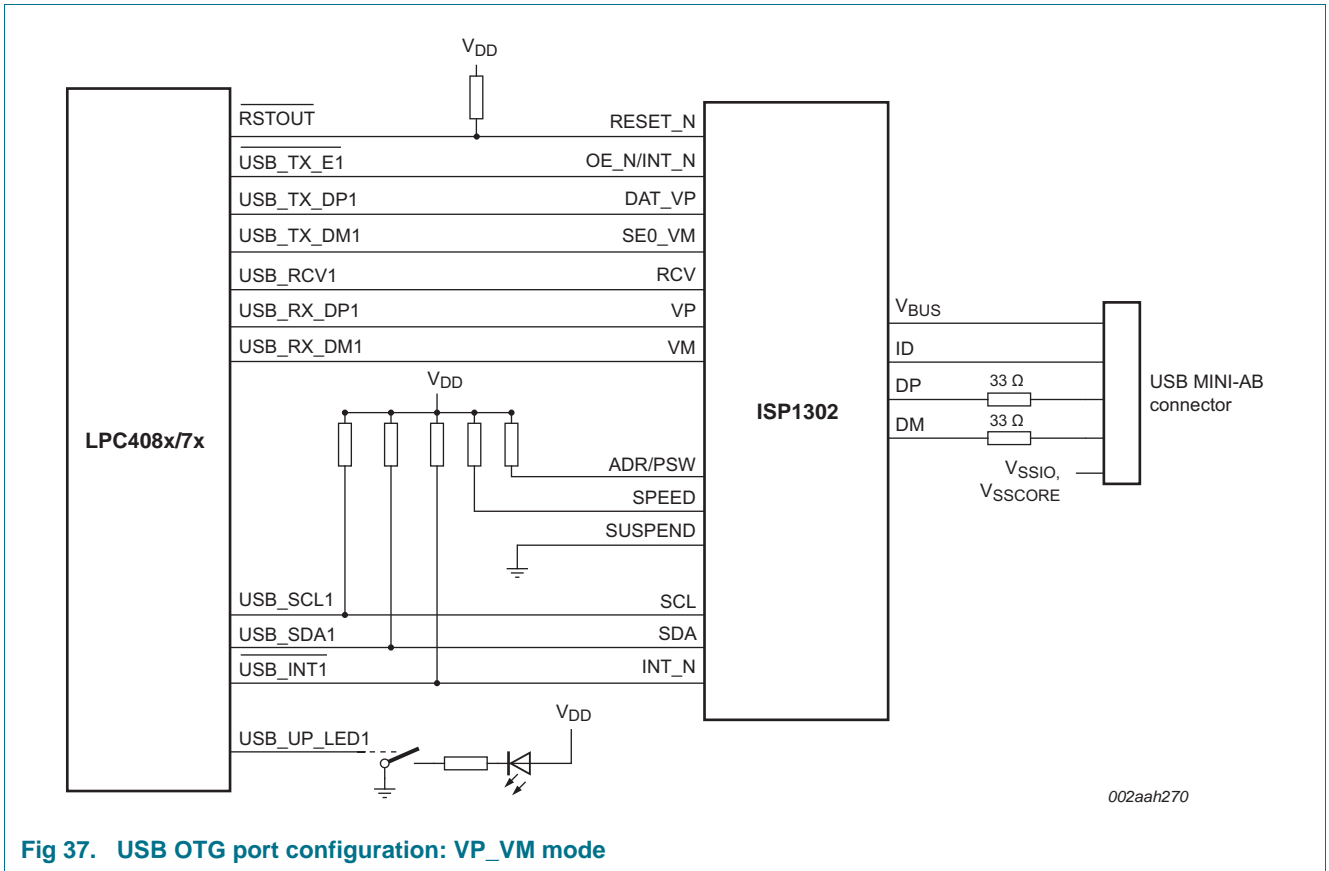 VDD
RSTOUT RESET_N
USB_TX_E1 OE_N/INT_N
USB_TX_DP1 DAT_VP
USB_TX_DM1 SE0_VM
USB_RCV1 RCV
USB_RX_DP1 VP
USB_RX_DM1 VM
VDD
LPC408x/7x
ISP1302
ADR/PSW
SPEED
SUSPEND
USB_SCL1 SCL
USB_SDA1 SDA
USB_INT1 INT_N
USB_UP_LED1
VDD
VBUS
ID
DP 33 Ω
DM 33 Ω
VSSIO,
VSSCORE
USB MINI-AB
connector
002aah270
Fig 37. USB OTG port configuration: VP_VM mode